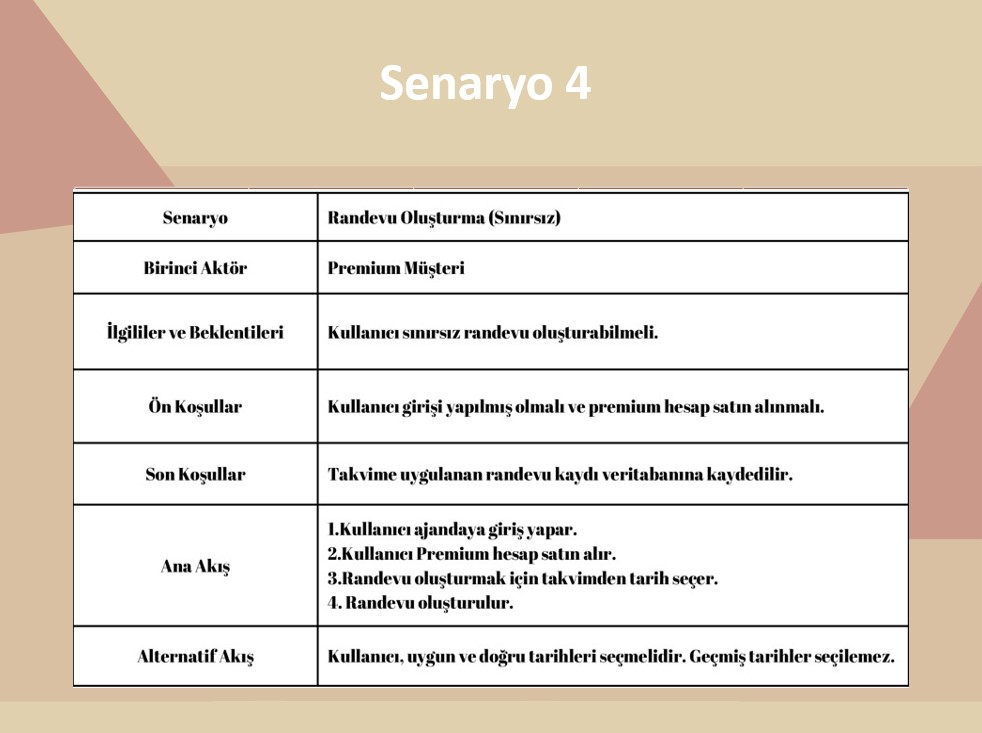 Senaryo 4
Senaryo
Randevu Oluşturma (Sınırsız)
Birinci Aktör
Premium Müşteri
İlgililer ve Beklentileri
Kullanıcı sınırsız randevu oluşturabilmeli.
Ön Koşullar
Kullanıcı girişi yapılmış olmalı ve premium hesap satın alınmalı.
Son Koşullar
Takvime uygulanan randevu kaydı veritabanına kaydedilir.
Ana Akış
1.Kullanıcı ajandaya giriş yapar.
2.Kullanıcı Premium hesap satın alır.
3.Randevu oluşturmak için takvimden tarih seçer.
4. Randevu oluşturulur.
Alternatif Akış
Kullanıcı, uygun ve doğru tarihleri seçmelidir. Geçmiş tarihler seçilemez.